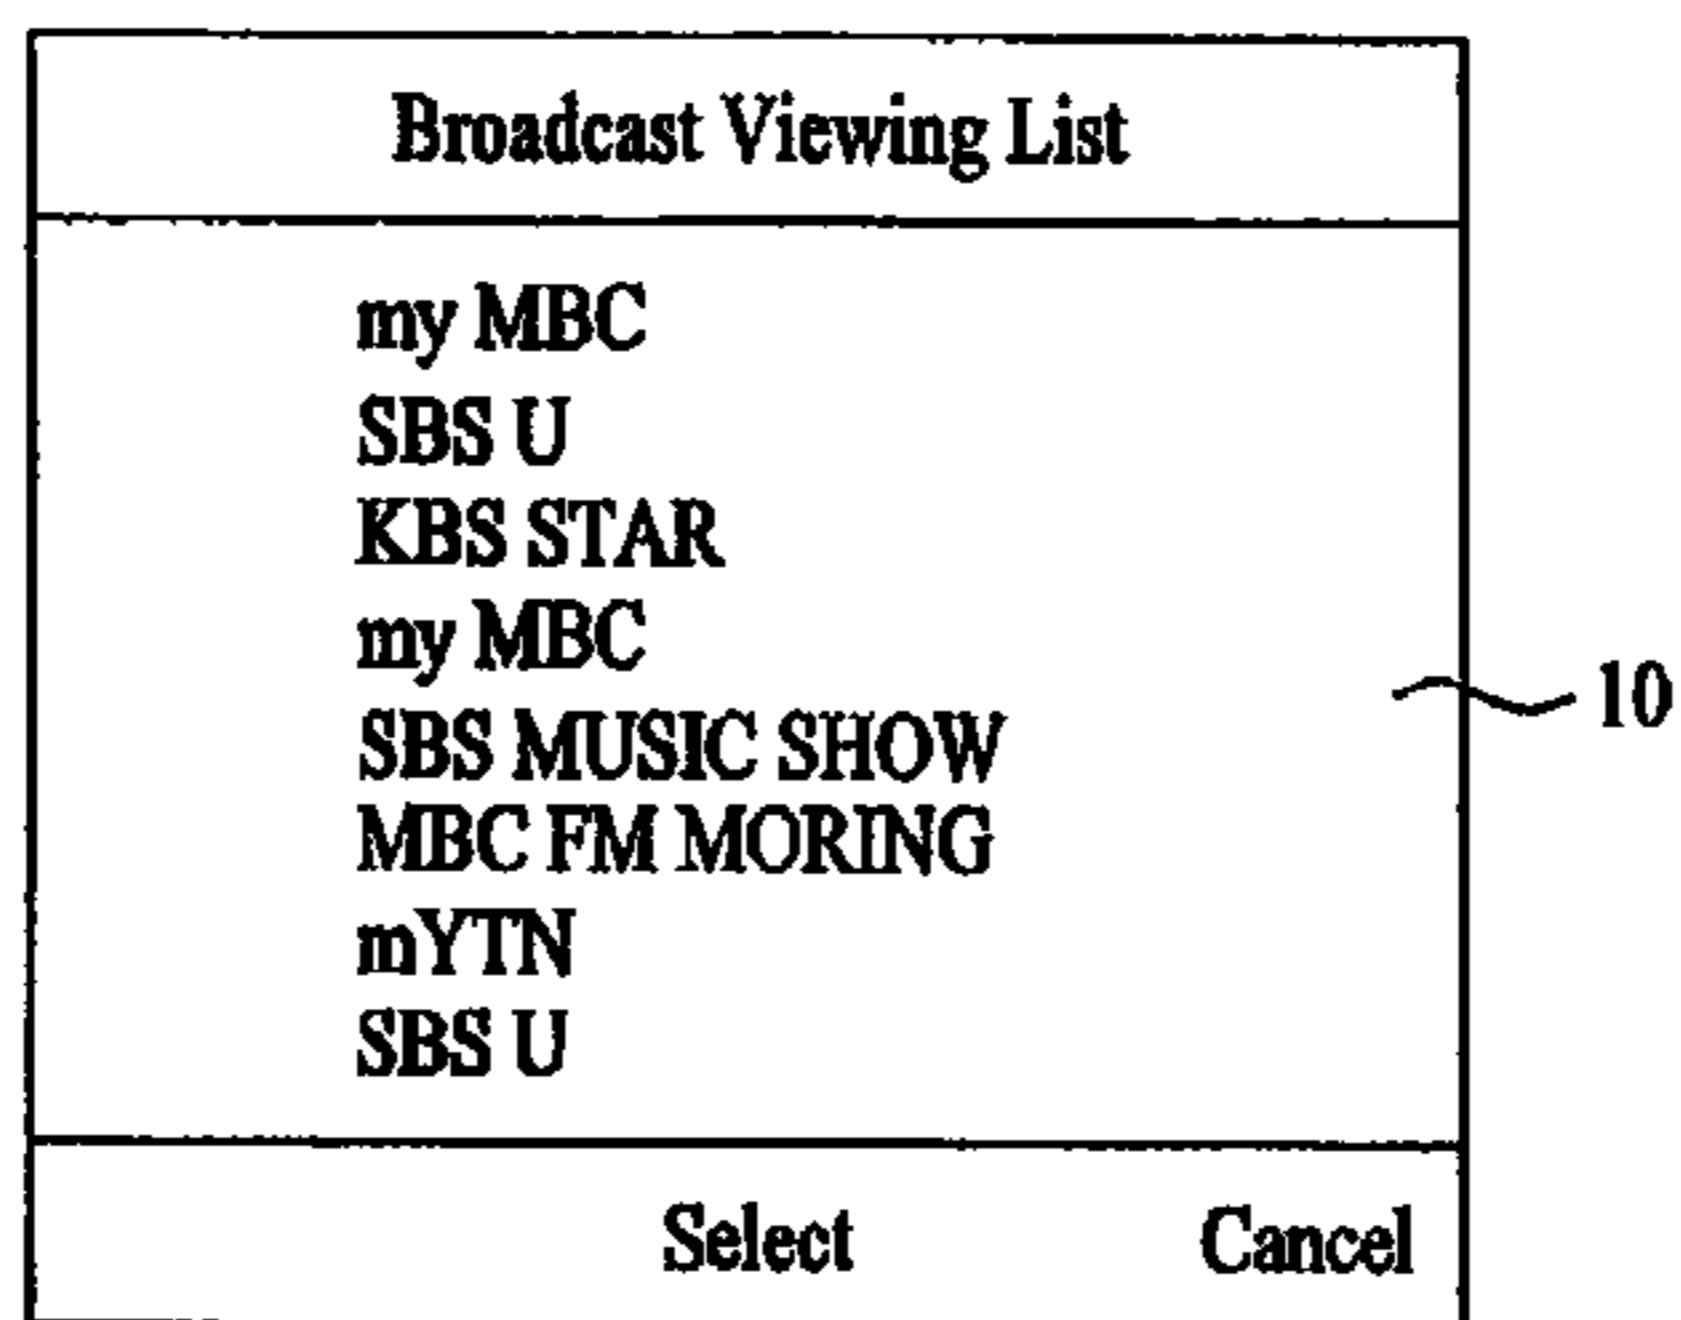 Broadcast Viewing List
my MBC
SBS U
KBS STAR
my MBC
10
SBS MUSIC SHOW
MBC FM MORING
mYTN
SBS U
Select Cancel